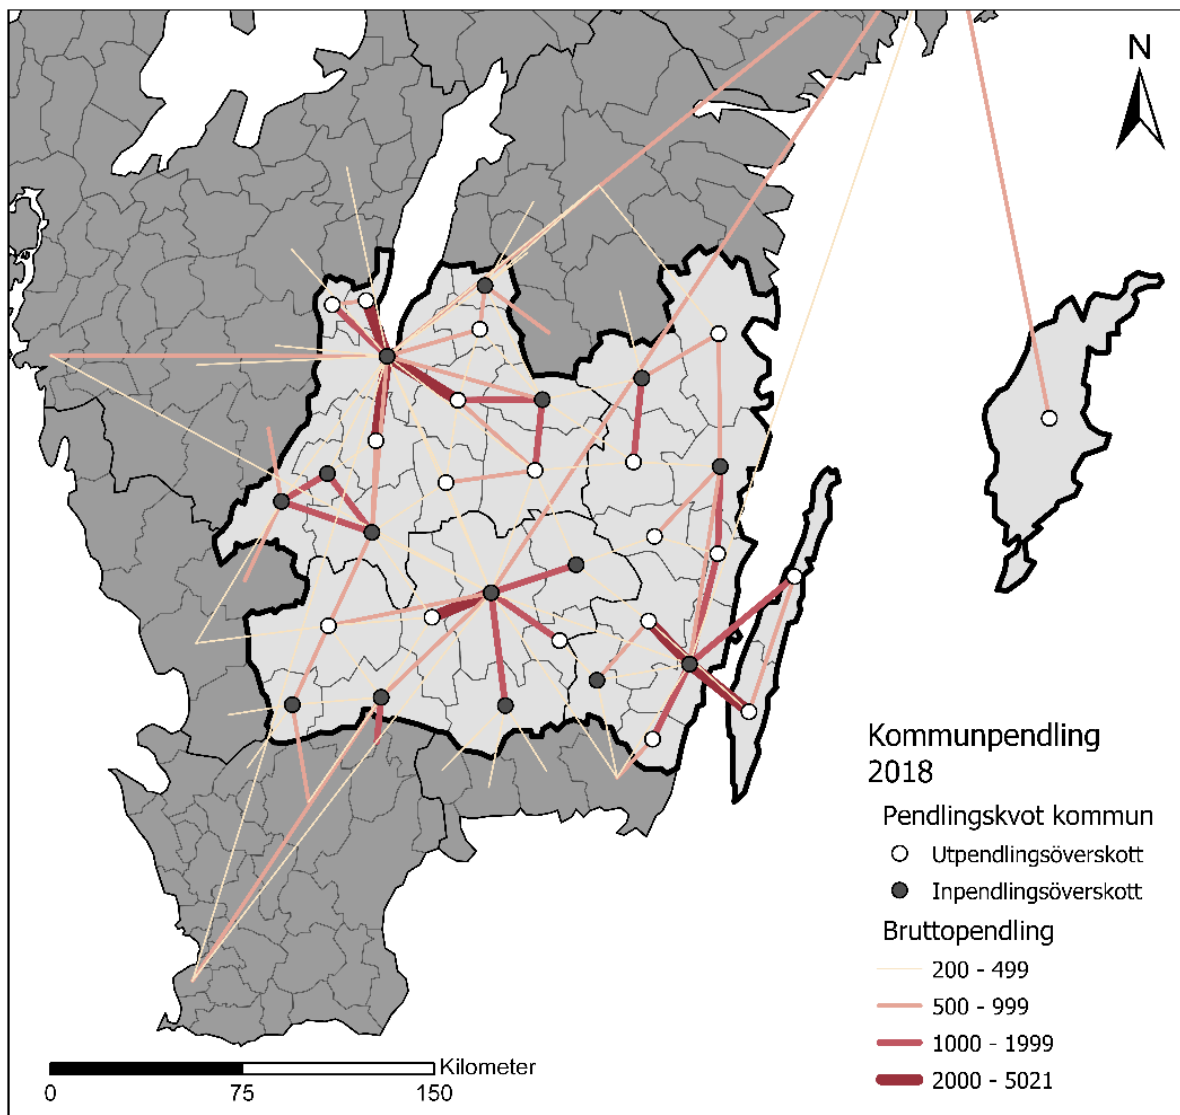 N
Kommunpendling
2018
Pendlingskvot kommun
Utpendlingsöverskott
Inpendlingsöverskott
Bruttopendling
200 - 499
500 - 999
1000 - 1999
2000 - 5021
Kilometer
0 75 150